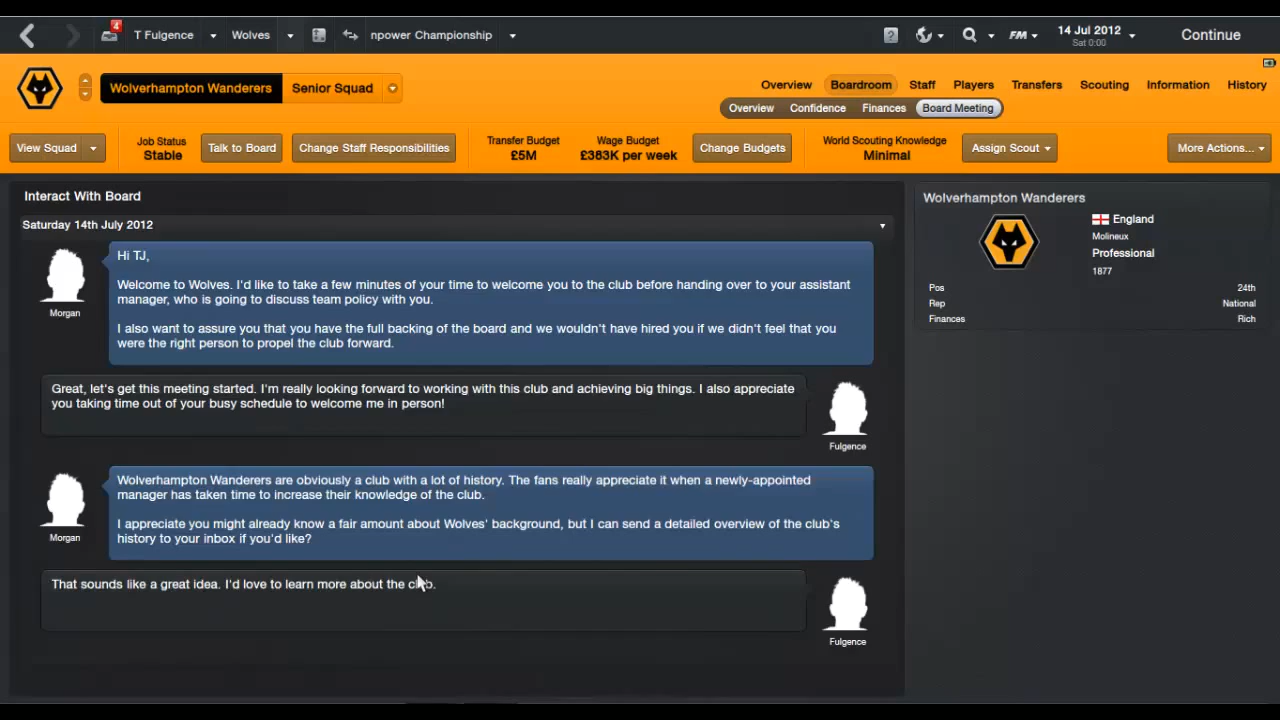 4
T Fulgence
Wolves
npower Championship
?
FM
14 Jul 2012
Sat 0:00
Continue
Wolverhampton Wanderers
Senior Squad
Overview
Boardroom
Staff
Players
Transfers
Scouting
Information
History
Overview
Confidence
Finances
Board Meeting
View Squad
Job Status
Stable
Talk to Board
Change Staff Responsibilities
Transfer Budget
£5M
Wage Budget
£383K per week
Change Budgets
World Scouting Knowledge
Minimal
Assign Scout
More Actions...
Interact With Board
Saturday 14th July 2012
Morgan
Hi TJ,
Welcome to Wolves. I'd like to take a few minutes of your time to welcome you to the club before handing over to your assistant
manager, who is going to discuss team policy with you.
I also want to assure you that you have the full backing of the board and we wouldn't have hired you if we didn't feel that you
were the right person to propel the club forward.
Great, let's get this meeting started. I'm really looking forward to working with this club and achieving big things. I also appreciate
you taking time out of your busy schedule to welcome me in person!
Fulgence
Wolverhampton Wanderers are obviously a club with a lot of history. The fans really appreciate it when a newly-appointed
manager has taken time to increase their knowledge of the club.
I appreciate you might already know a fair amount about Wolves' background, but I can send a detailed overview of the club's
history to your inbox if you'd like?
Morgan
That sounds like a great idea. I'd love to learn more about the club.
Fulgence
Wolverhampton Wanderers
England
Molineux
Professional
1877
Pos 24th
Rep National
Finances Rich